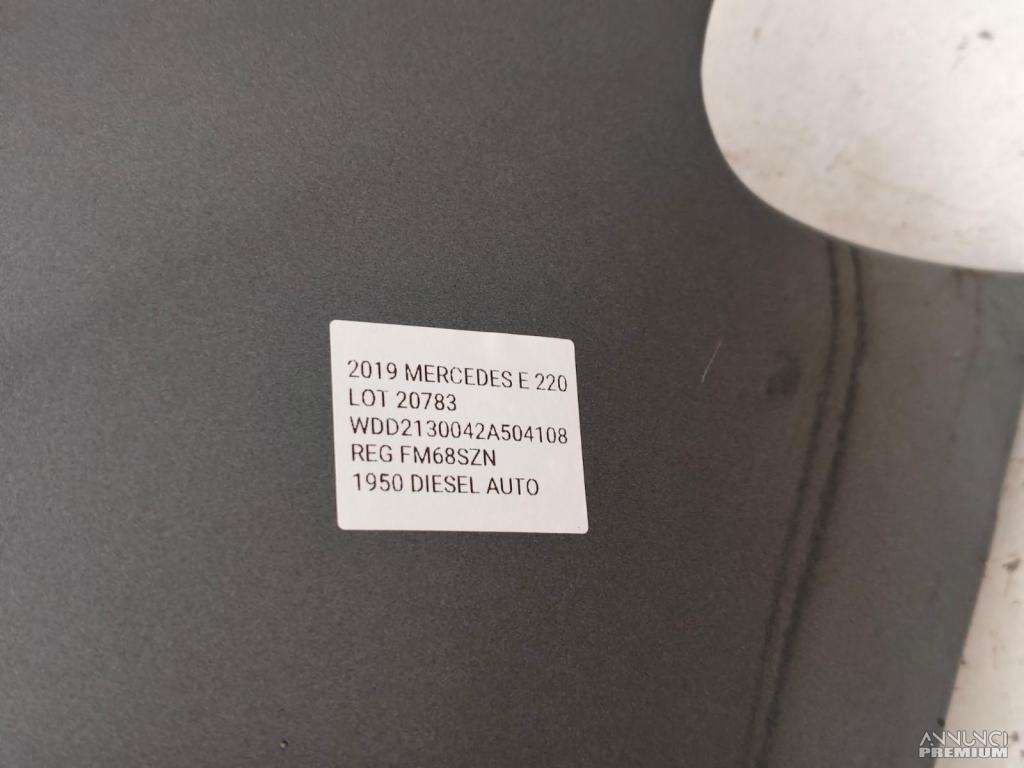 2019 MERCEDES E 220
LOT 20783
WDD2130042A504108
REG FM68SZN
1950 DIESEL AUTO
ANNUNCI
PREMIUM